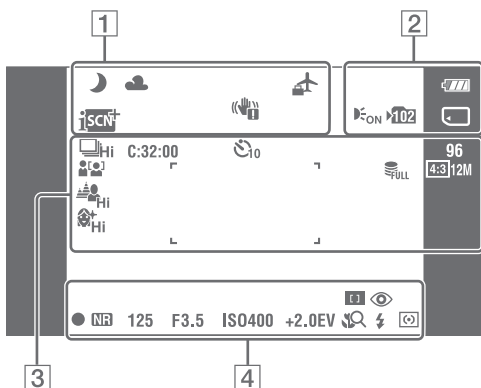 1 2
iSCN+
ON 102
Hi C:32:00 10 96
FULL 4:3 12M
Hi
Hi
NR 125 F3.5 ISO400 +2.0EV
3 4